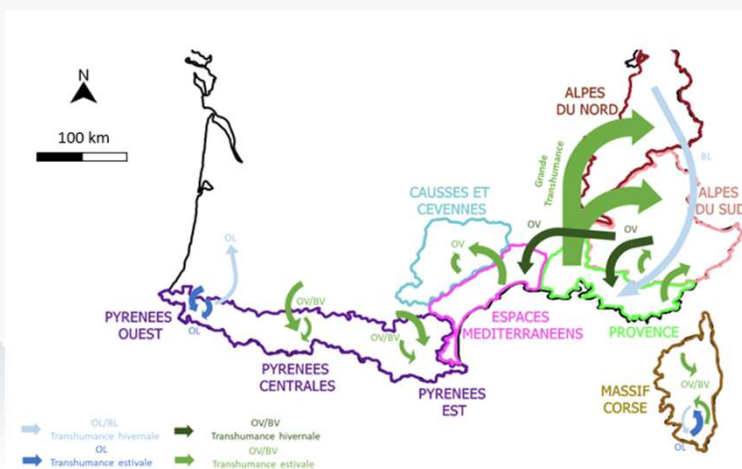 N
100 km
ALPES
DU NORD
Grande
Transhumance
BL
CAUSSES ET
CEVENNES
ALPES
DU SUD
OV
OV
OV
OL
OV/BV
OV/BV
OL
PYRENEES
OUEST
ESPACES
MEDITERRANEENS
PROVENCE
PYRENEES
CENTRALES
PYRENEES
EST
MASSIF
CORSE
OV/BV
OL
OL/BL
Transhumance hivernale
OV/BV
Transhumance hivernale
OL
Transhumance estivale
OV/BV
Transhumance estivale